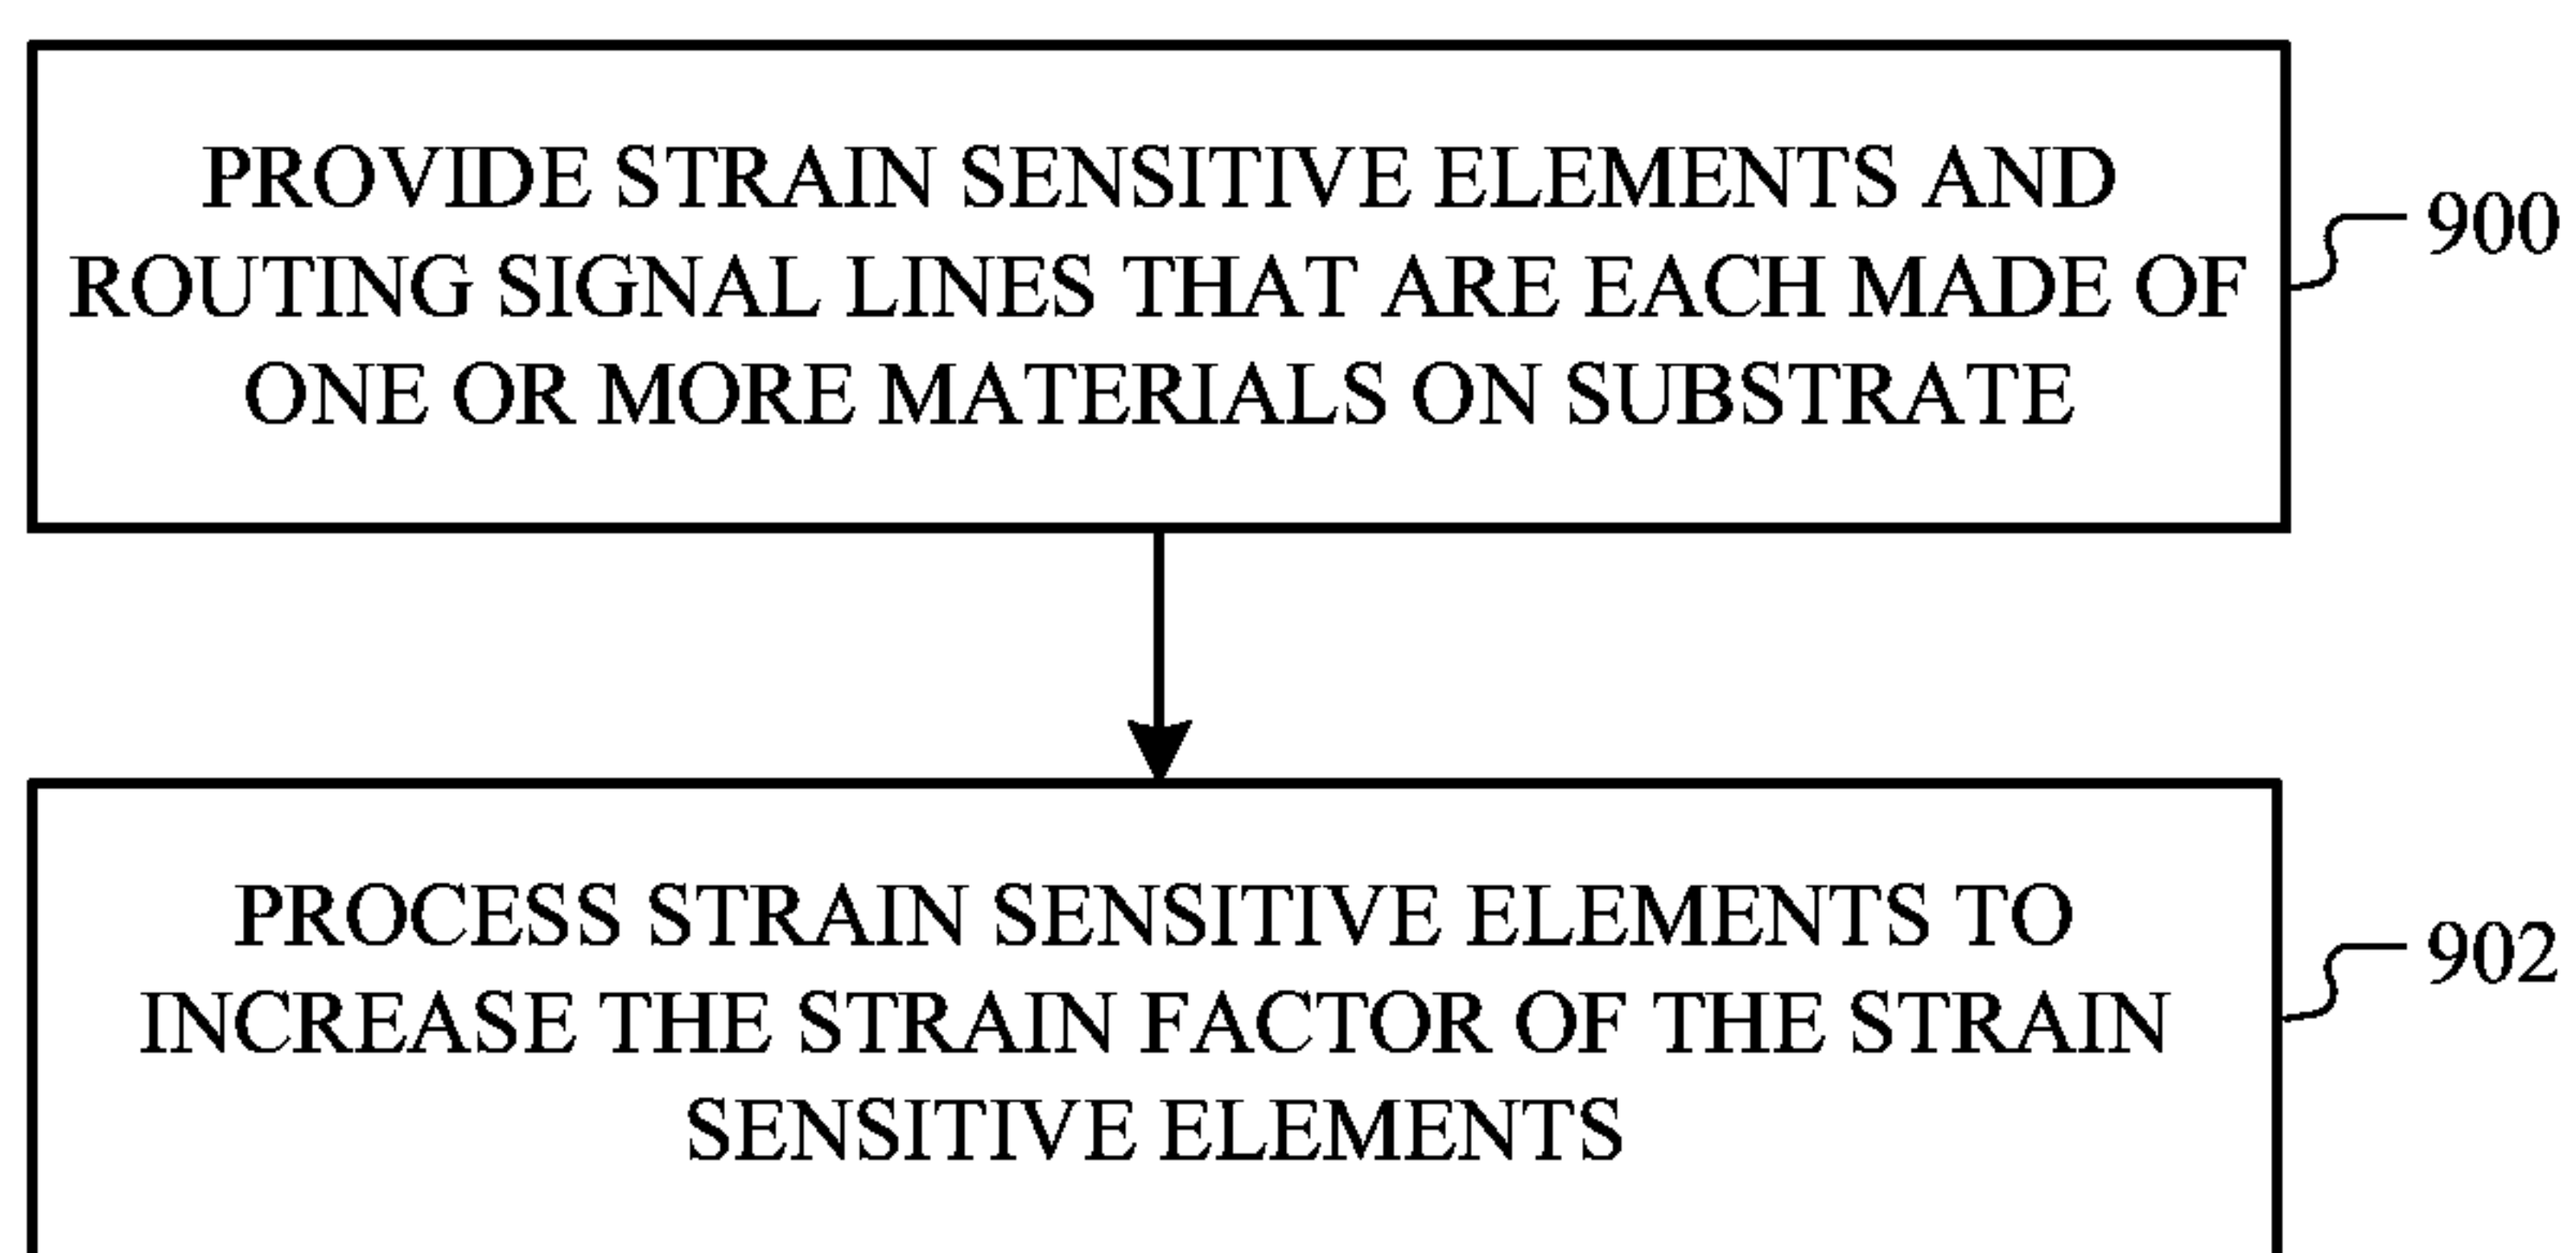 PROVIDE STRAIN SENSITIVE ELEMENTS AND
ROUTING SIGNAL LINES THAT ARE EACH MADE OF
ONE OR MORE MATERIALS ON SUBSTRATE
900
PROCESS STRAIN SENSITIVE ELEMENTS TO
INCREASE THE STRAIN FACTOR OF THE STRAIN
SENSITIVE ELEMENTS
902